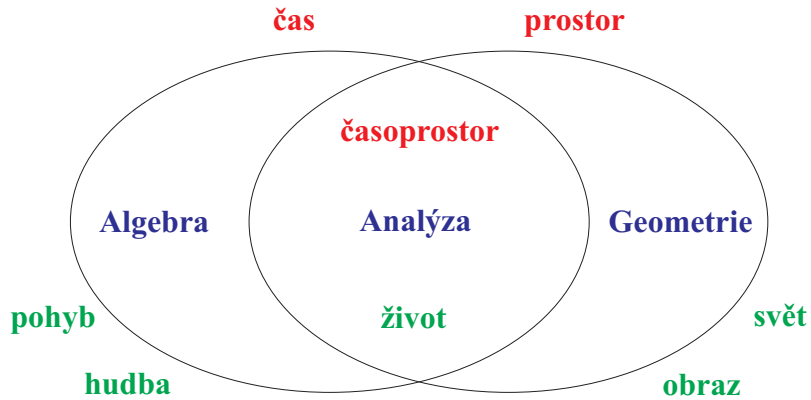 čas prostor
časoprostor
Algebra Analýza Geometrie
pohyb život svět
hudba obraz